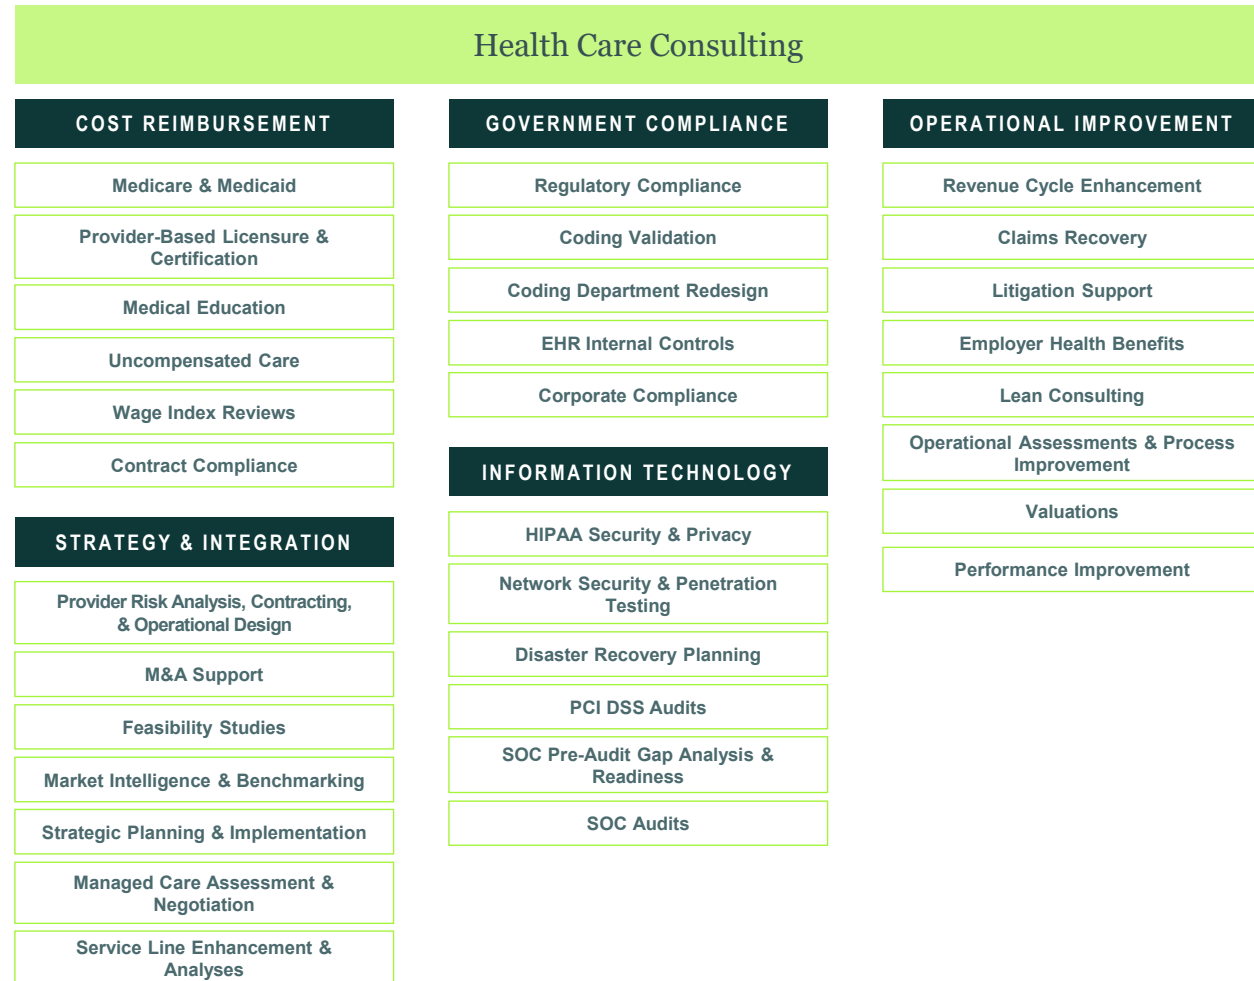 Health Care Consulting
COST REIMBURSEMENT
Medicare & Medicaid
Provider-Based Licensure &
Certification
Medical Education
Uncompensated Care
Wage Index Reviews
Contract Compliance
STRATEGY & INTEGRATION
Provider Risk Analysis, Contracting,
& Operational Design
M&A Support
Feasibility Studies
Market Intelligence & Benchmarking
Strategic Planning & Implementation
Managed Care Assessment &
Negotiation
Service Line Enhancement &
Analyses
GOVERNMENT COMPLIANCE
Regulatory Compliance
Coding Validation
Coding Department Redesign
EHR Internal Controls
Corporate Compliance
INFORMATION TECHNOLOGY
HIPAA Security & Privacy
Network Security & Penetration
Testing
Disaster Recovery Planning
PCI DSS Audits
SOC Pre-Audit Gap Analysis &
Readiness
SOC Audits
OPERATIONAL IMPROVEMENT
Revenue Cycle Enhancement
Claims Recovery
Litigation Support
Employer Health Benefits
Lean Consulting
Operational Assessments & Process
Improvement
Valuations
Performance Improvement